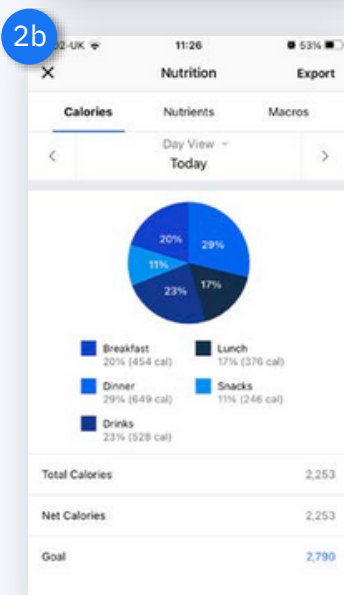 2b
2-UK 11:26 53%
Nutrition Export
Calories Nutrients Macros
Day View
Today
20% 29%
11%
17%
23%
Breakfast Lunch
20% (454 cal) 17% (376 cal)
Dinner Snacks
29% (649 cal) 11% (246 cal)
Drinks
23% (528 cal)
Total Calories 2,253
Net Calories 2,253
Goal 2,790